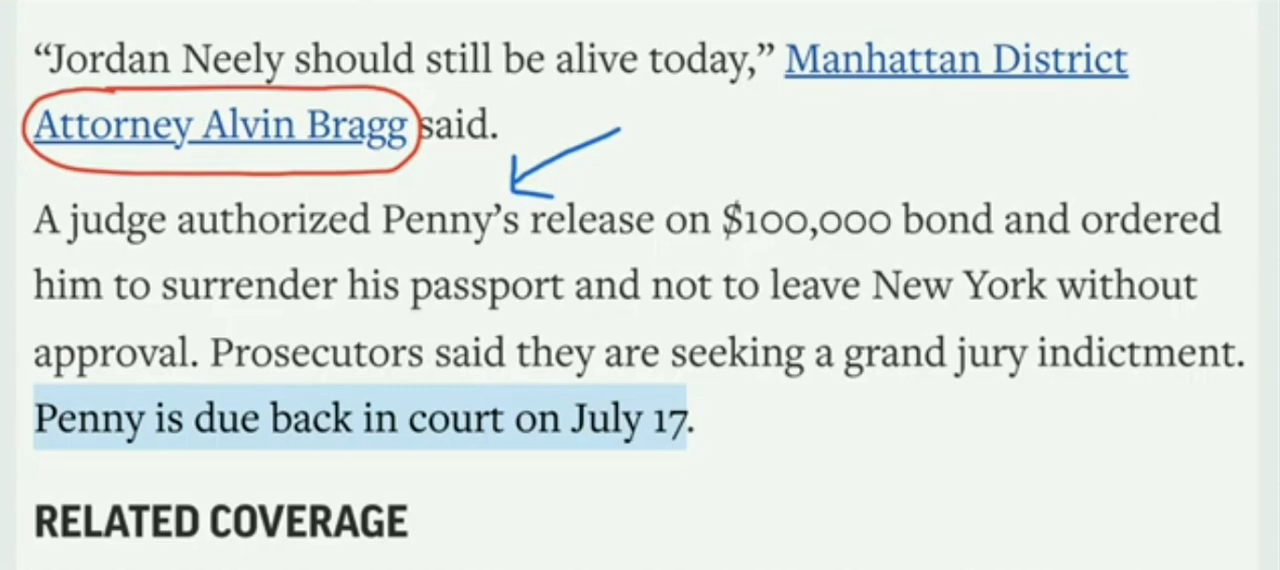 “Jordan Neely should still be alive today,” Manhattan District
Attorney Alvin Bragg said.
A judge authorized Penny’s release on $100,000 bond and ordered
him to surrender his passport and not to leave New York without
approval. Prosecutors said they are seeking a grand jury indictment.
Penny is due back in court on July 17.
RELATED COVERAGE